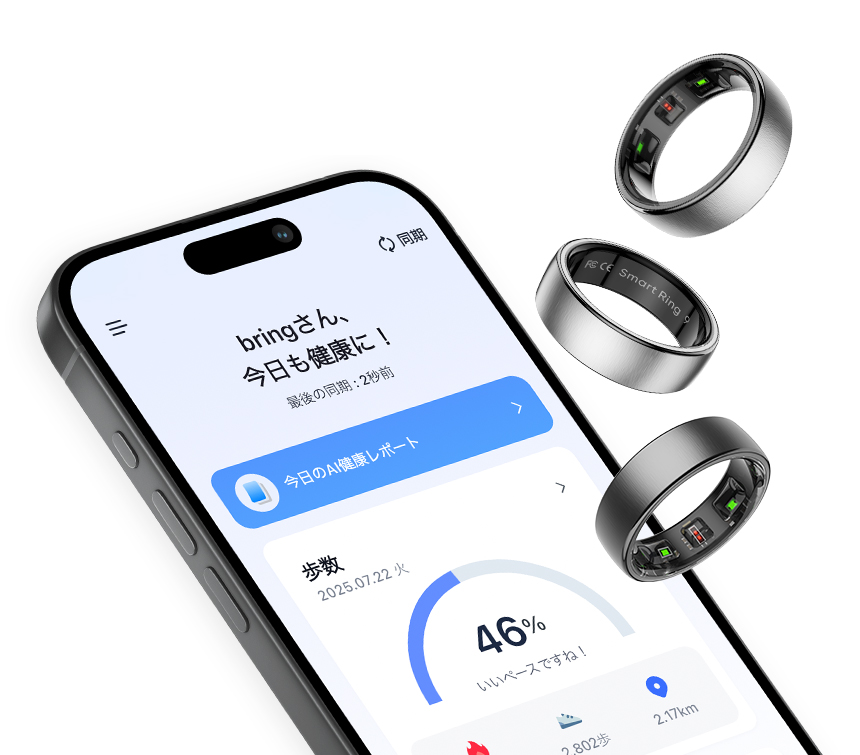 同期
bringさん、
今日も健康に！
最後の同期 : 2秒前
今日のAI健康レポート
歩数
2025.07.22 火
46%
いいペースですね！
2,802歩
2.17km
FC CE Smart Ring